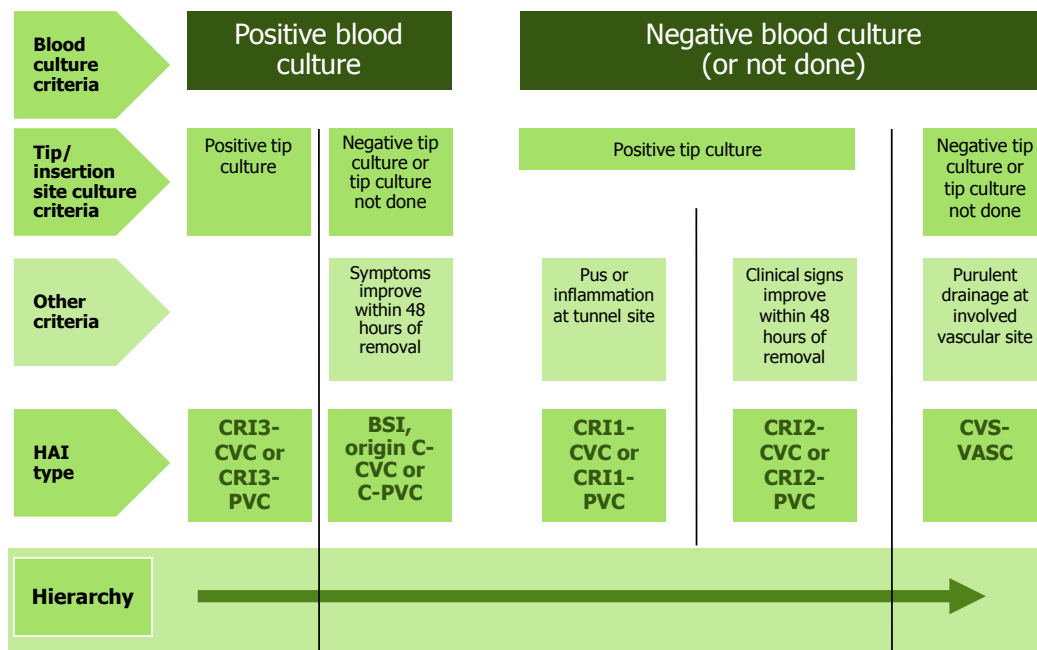 Blood
culture
criteria
Positive blood
culture
Negative blood culture
(or not done)
Tip/
insertion
site culture
criteria
Positive tip
culture
Negative tip
culture or
tip culture
not done
Positive tip culture
Negative tip
culture or
tip culture
not done
Other
criteria
Symptoms
improve
within 48
hours of
removal
Pus or
inflammation
at tunnel site
Clinical signs
improve
within 48
hours of
removal
Purulent
drainage at
involved
vascular site
HAI
type
CRI3-
CVC or
CRI3-
PVC
BSI,
origin C-
CVC or
C-PVC
CRI1-
CVC or
CRI1-
PVC
CRI2-
CVC or
CRI2-
PVC
CVS-
VASC
Hierarchy